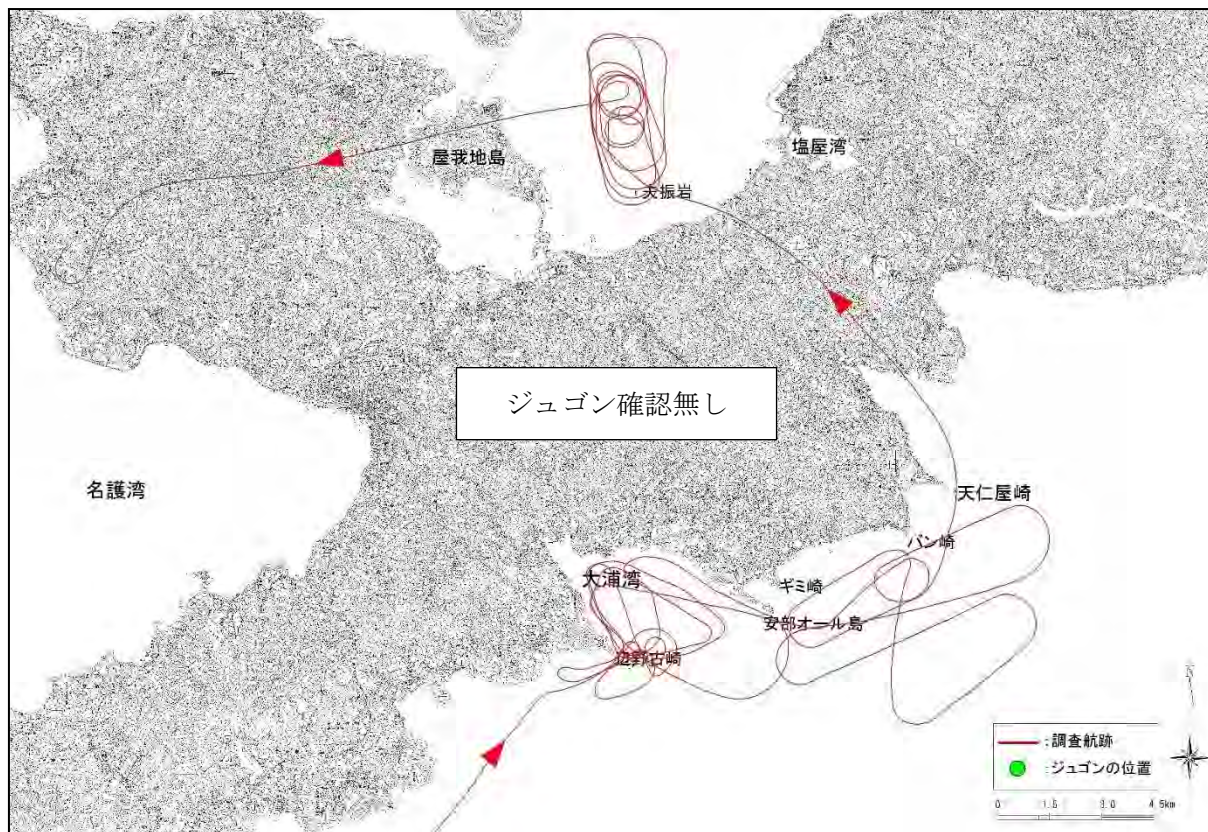 屋我地島
塩屋湾
天振岩
ジュゴン確認無し
名護湾
天仁屋崎
バン崎
大浦湾
ギミ崎
安部オール島
辺野古崎
N
:調査航跡
:ジュゴンの位置
0 1.5 3.0 4.5km